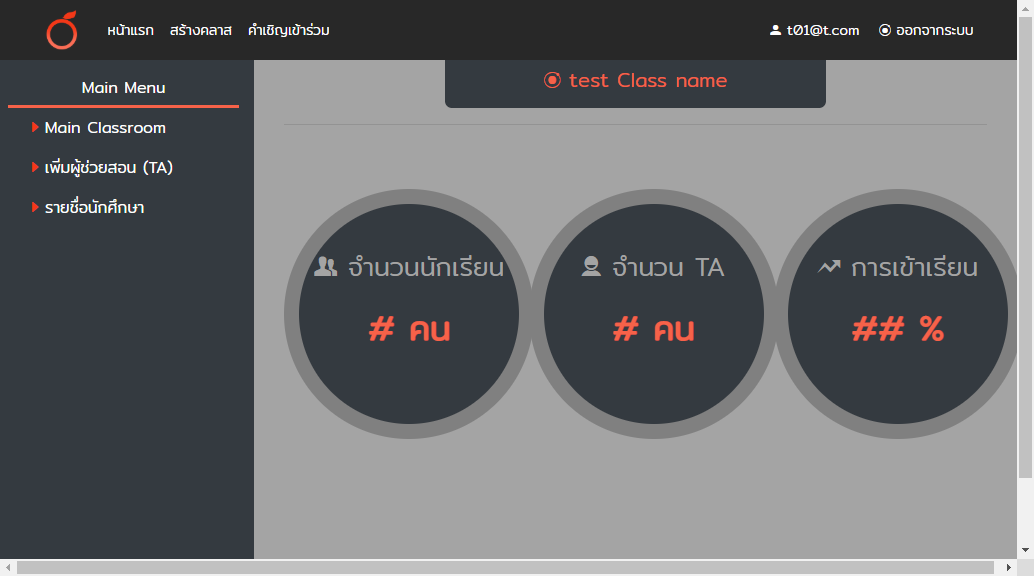 หน้าแรก สร้างคลาส คำเชิญเข้าร่วม t01@t.com ออกจากระบบ
Main Menu
Main Classroom
เพิ่มผู้ช่วยสอน (TA)
รายชื่อนักศึกษา
test Class name
จำนวนนักเรียน
# คน
จำนวน TA
# คน
การเข้าเรียน
## %